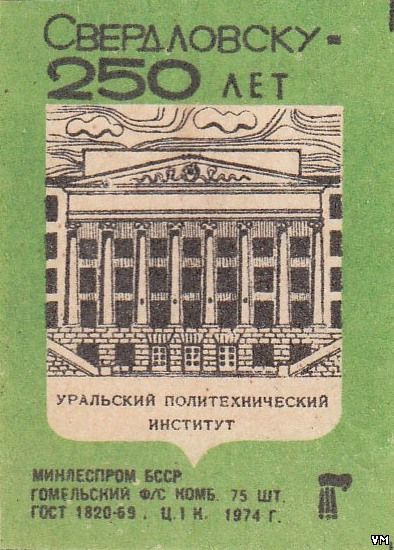 СВЕРДЛОВСКУ-
250 ЛЕТ
УРАЛЬСКИЙ ПОЛИТЕХНИЧЕСКИЙ
ИНСТИТУТ
МИНЛЕСПРОМ БССР
ГОМЕЛЬСКИЙ Ф/С КОМБ. 75 ШТ.
ГОСТ 1820-69. Ц.1 К. 1974 Г.
VM